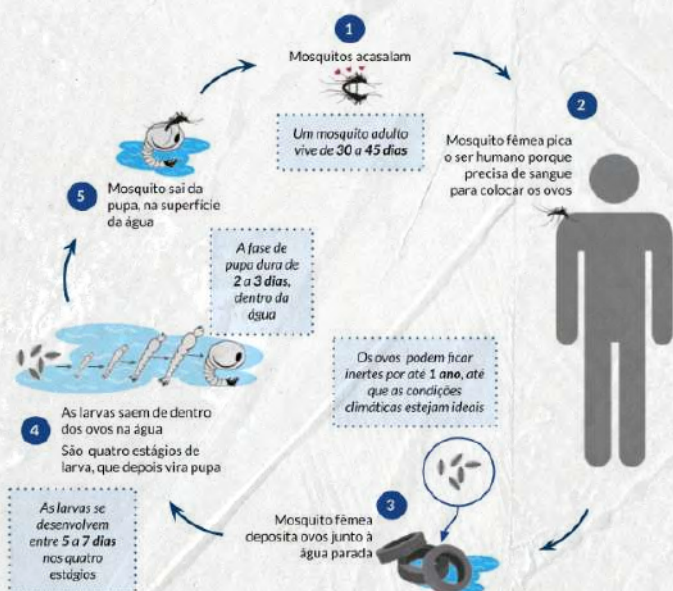 1
Mosquitos acasalam
Um mosquito adulto
vive de 30 a 45 dias
2
Mosquito fêmea pica
o ser humano porque
precisa de sangue
para colocar os ovos
Os ovos podem ficar
inertes por até 1 ano, até
que as condições
climáticas estejam ideais
3
Mosquito fêmea
deposita ovos junto à
água parada
4
As larvas saem de dentro
dos ovos na água
São quatro estágios de
larva, que depois vira pupa
As larvas se
desenvolvem
entre 5 a 7 dias
nos quatro
estágios
A fase de
pupa dura de
2 a 3 dias,
dentro da
água
5
Mosquito sai da
pupa, na superfície
da água